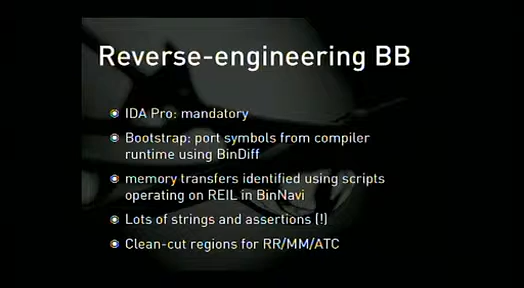 Reverse-engineering BB
IDA Pro: mandatory
Bootstrap: port symbols from compiler
runtime using BinDiff
memory transfers identified using scripts
operating on REIL in BinNavi
Lots of strings and assertions (!)
Clean-cut regions for RR/MM/ATC